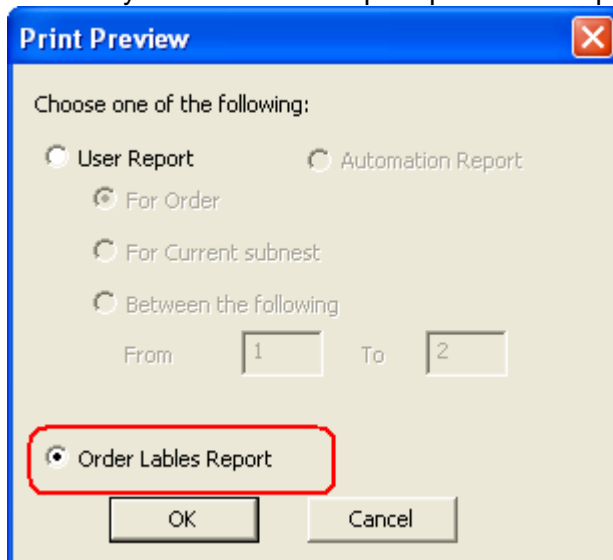 Print Preview
Choose one of the following:
User Report Automation Report
For Order
For Current subnest
Between the following
From 1 To 2
Order Lables Report
OK Cancel